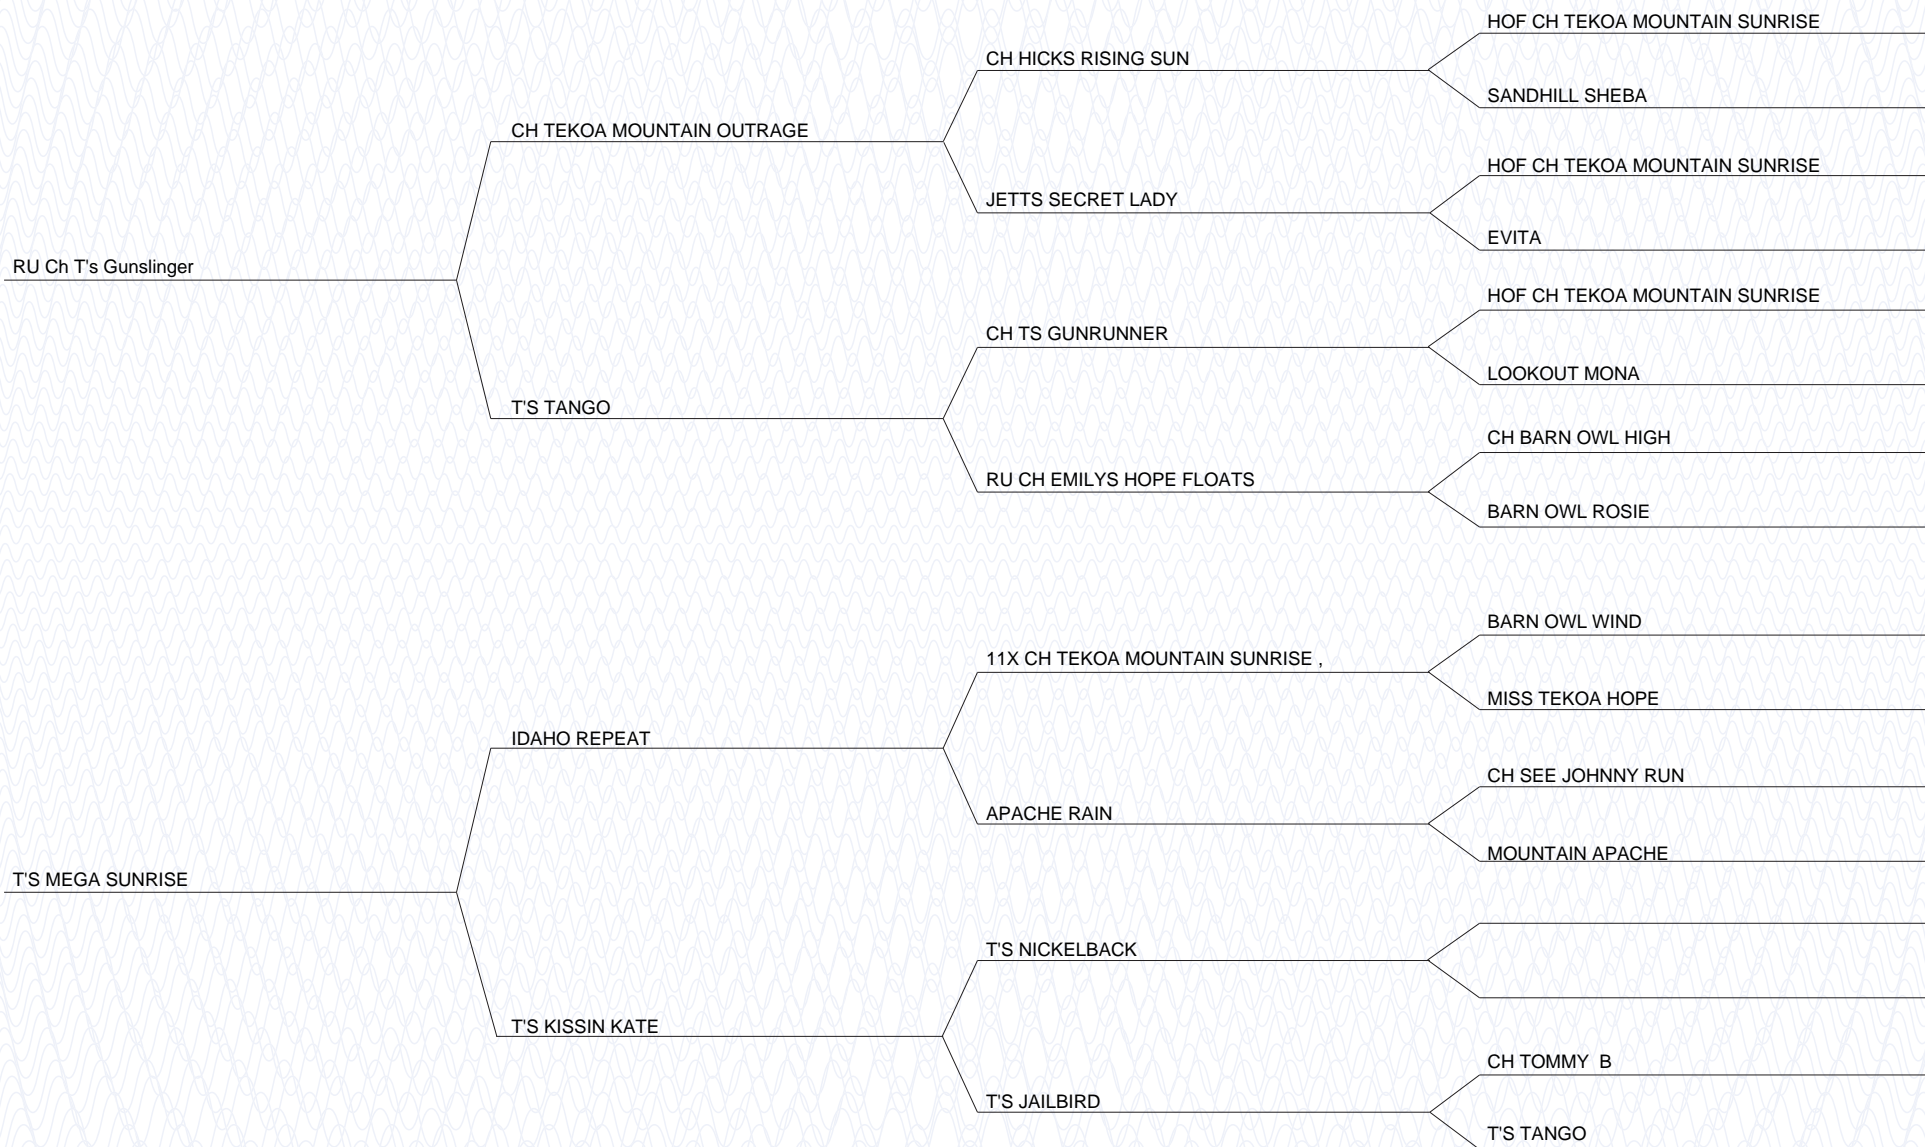 HOF CH TEKOA MOUNTAIN SUNRISE
CH HICKS RISING SUN
SANDHILL SHEBA
CH TEKOA MOUNTAIN OUTRAGE
HOF CH TEKOA MOUNTAIN SUNRISE
JETTS SECRET LADY
EVITA
RU Ch T's Gunslinger
HOF CH TEKOA MOUNTAIN SUNRISE
CH TS GUNRUNNER
LOOKOUT MONA
T'S TANGO
CH BARN OWL HIGH
RU CH EMILYS HOPE FLOATS
BARN OWL ROSIE
BARN OWL WIND
11X CH TEKOA MOUNTAIN SUNRISE ,
MISS TEKOA HOPE
IDAHO REPEAT
CH SEE JOHNNY RUN
APACHE RAIN
MOUNTAIN APACHE
T'S MEGA SUNRISE
T'S NICKELBACK
T'S KISSIN KATE
CH TOMMY  B
T'S JAILBIRD
T'S TANGO